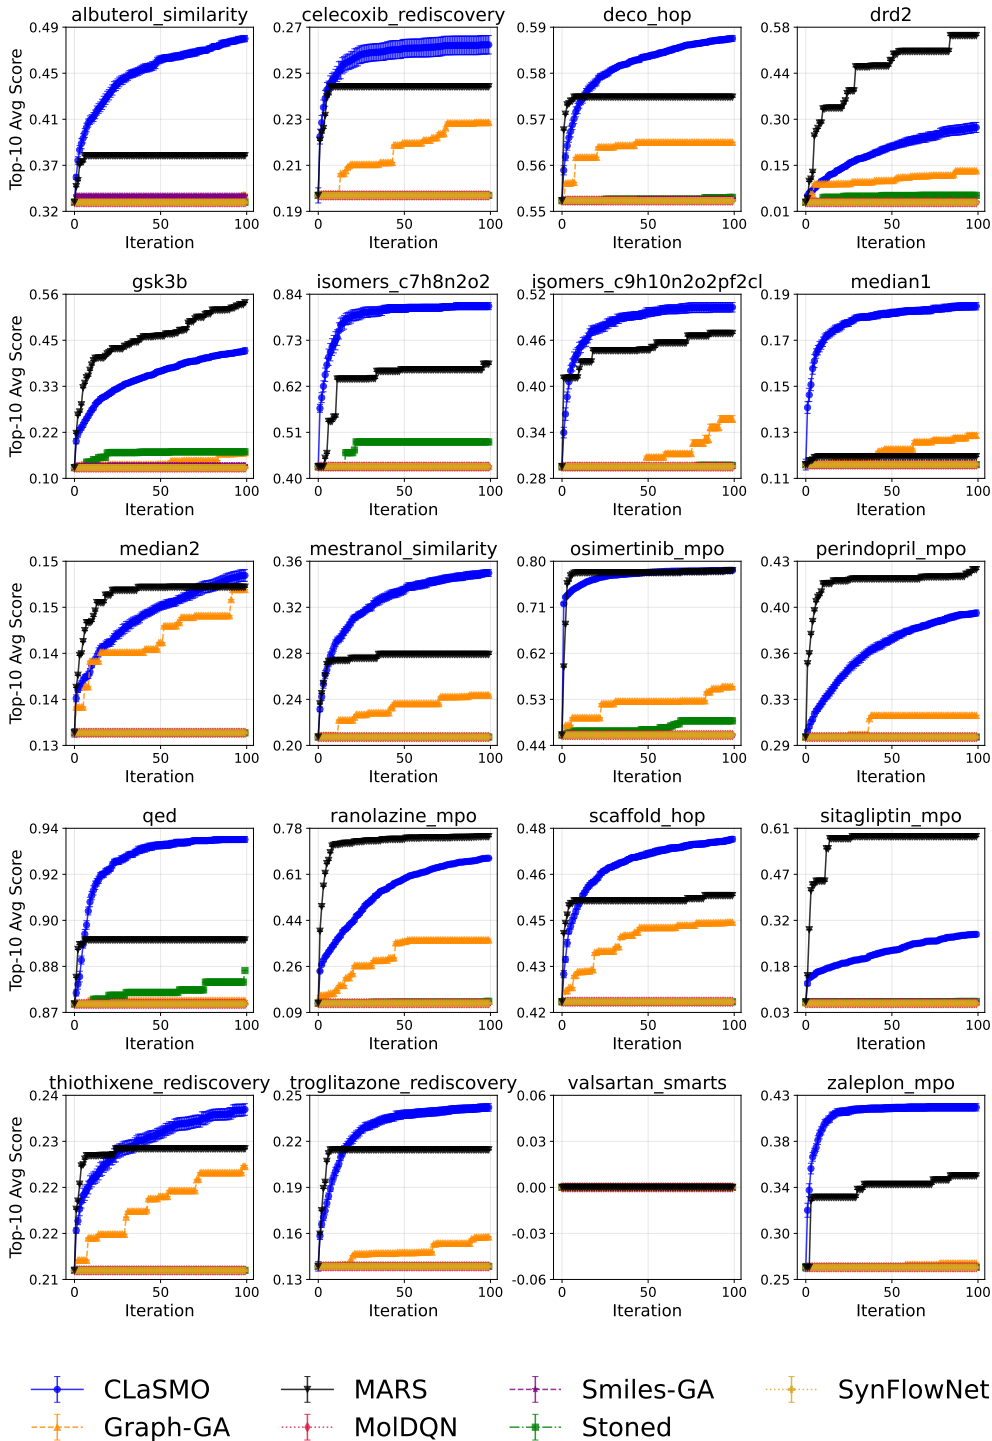 albuterol_similarity celecoxib_rediscovery deco_hop drd2
Top-10 Avg Score
0.49 0.45 0.41 0.37 0.32
0.27 0.25 0.23 0.21 0.19
0.59 0.58 0.57 0.56 0.55
0.58 0.44 0.30 0.15 0.01
0 50 100 0 50 100 0 50 100 0 50 100
Iteration Iteration Iteration Iteration
gsk3b isomers_c7h8n2o2 isomers_c9h10n2o2pf2cl median1
Top-10 Avg Score
0.56 0.45 0.33 0.22 0.10
0.84 0.73 0.62 0.51 0.40
0.52 0.46 0.40 0.34 0.28
0.19 0.17 0.15 0.13 0.11
0 50 100 0 50 100 0 50 100 0 50 100
Iteration Iteration Iteration Iteration
median2 mestranol_similarity osimertinib_mpo perindopril_mpo
Top-10 Avg Score
0.15 0.15 0.14 0.14 0.13
0.36 0.32 0.28 0.24 0.20
0.80 0.71 0.62 0.53 0.44
0.43 0.40 0.36 0.33 0.29
0 50 100 0 50 100 0 50 100 0 50 100
Iteration Iteration Iteration Iteration
qed ranolazine_mpo scaffold_hop sitagliptin_mpo
Top-10 Avg Score
0.94 0.92 0.90 0.88 0.87
0.78 0.61 0.44 0.26 0.09
0.48 0.46 0.45 0.43 0.42
0.61 0.47 0.32 0.18 0.03
0 50 100 0 50 100 0 50 100 0 50 100
Iteration Iteration Iteration Iteration
thiothixene_rediscovery troglitazone_rediscovery valsartan_smarts zaleplon_mpo
Top-10 Avg Score
0.24 0.23 0.22 0.22 0.21
0.25 0.22 0.19 0.16 0.13
0.06 0.03 0.00 -0.03 -0.06
0.43 0.38 0.34 0.30 0.25
0 50 100 0 50 100 0 50 100 0 50 100
Iteration Iteration Iteration Iteration
CLaSMO MARS Smiles-GA SynFlowNet
Graph-GA MolDQN Stoned